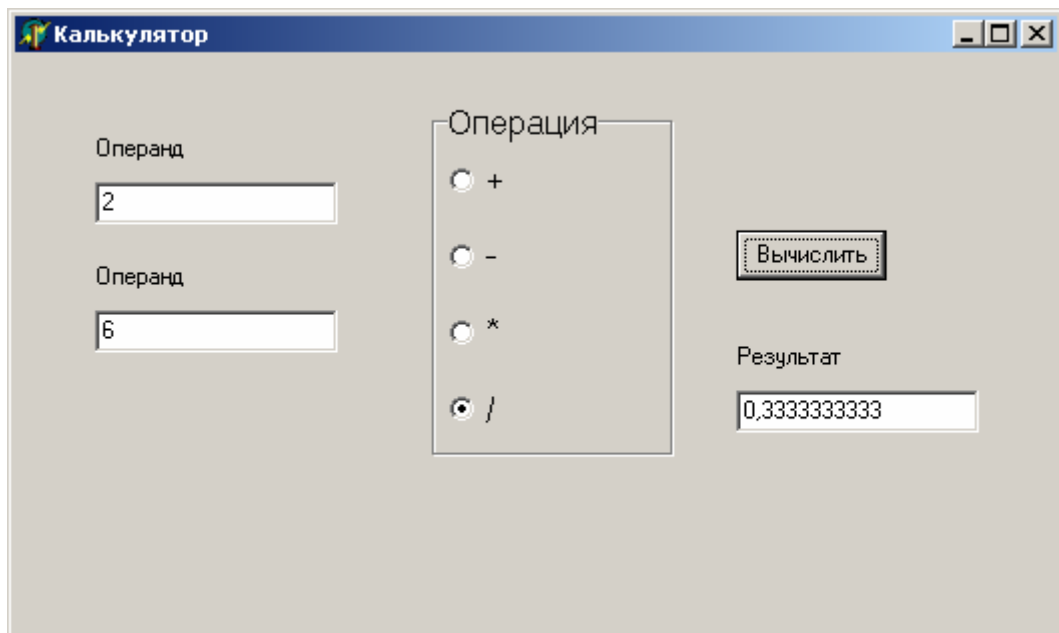 Калькулятор
Операнд
2
Операнд
6
Операция
+
-
*
/
Вычислить
Результат
0,3333333333